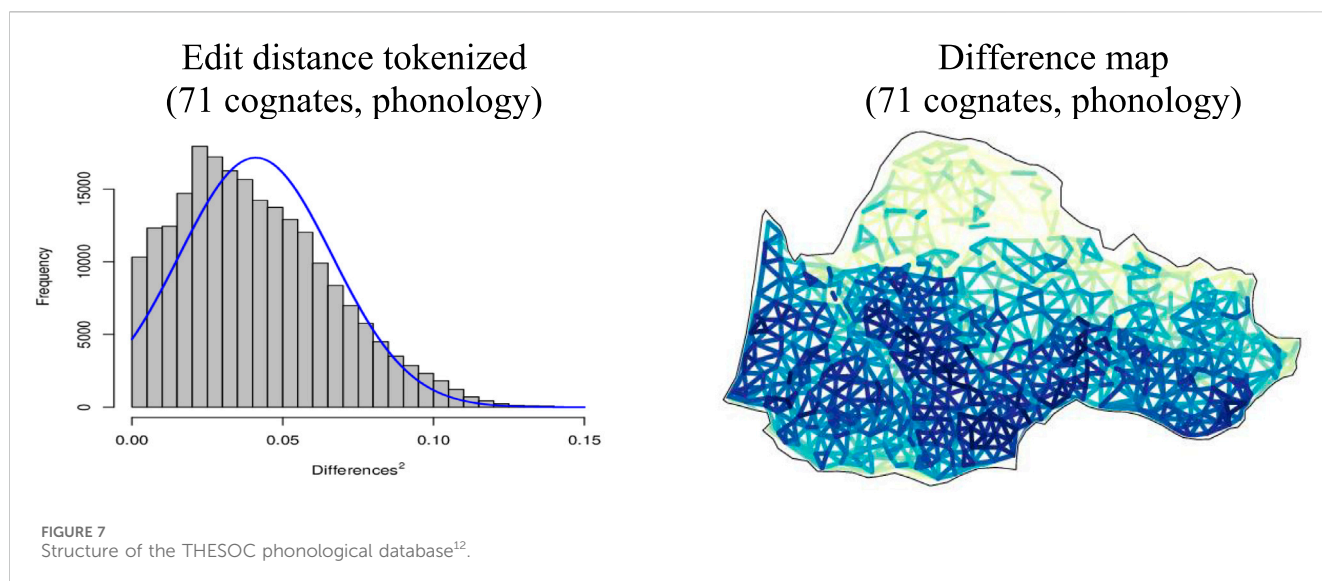 Edit distance tokenized
(71 cognates, phonology)
Difference map
(71 cognates, phonology)
Frequency
15000
10000
5000
0
0.00
0.05
0.10
0.15
Differences²
FIGURE 7
Structure of the THESOC phonological database¹².